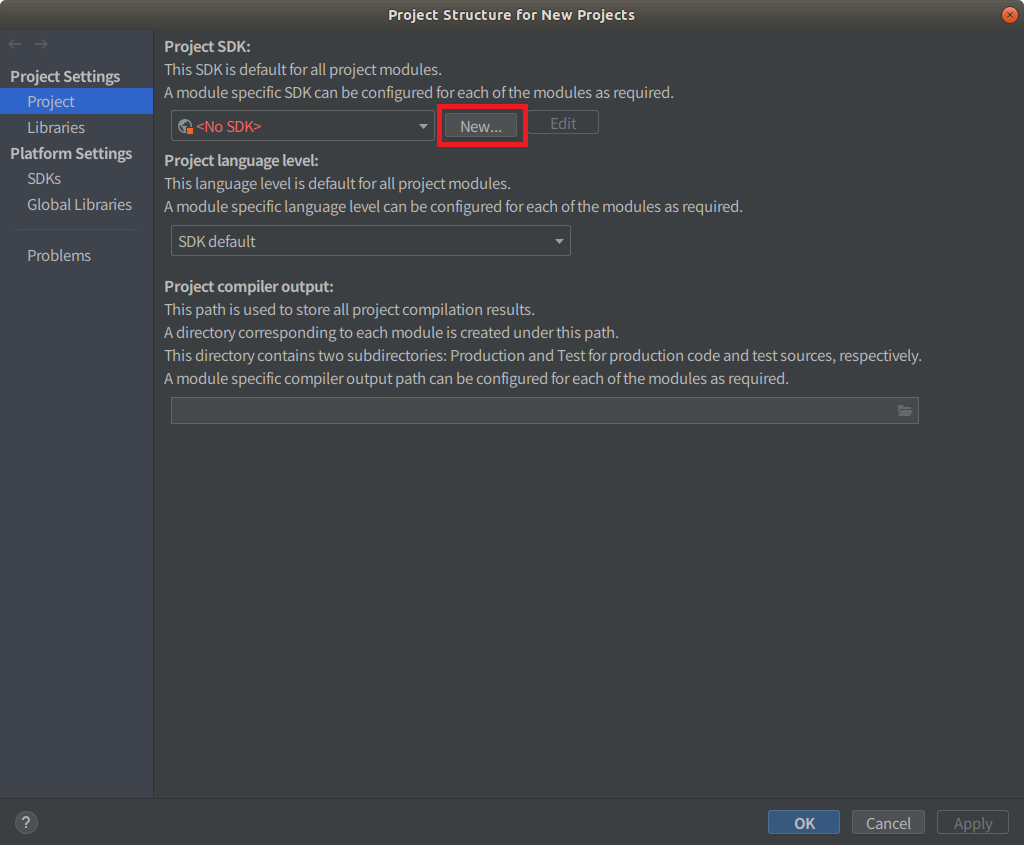 Project Structure for New Projects
Project Settings
Project
Libraries
Platform Settings
SDKs
Global Libraries
Problems
Project SDK:
This SDK is default for all project modules.
A module specific SDK can be configured for each of the modules as required.
<No SDK>
New...
Edit
Project language level:
This language level is default for all project modules.
A module specific language level can be configured for each of the modules as required.
SDK default
Project compiler output:
This path is used to store all project compilation results.
A directory corresponding to each module is created under this path.
This directory contains two subdirectories: Production and Test for production code and test sources, respectively.
A module specific compiler output path can be configured for each of the modules as required.
?
OK
Cancel
Apply